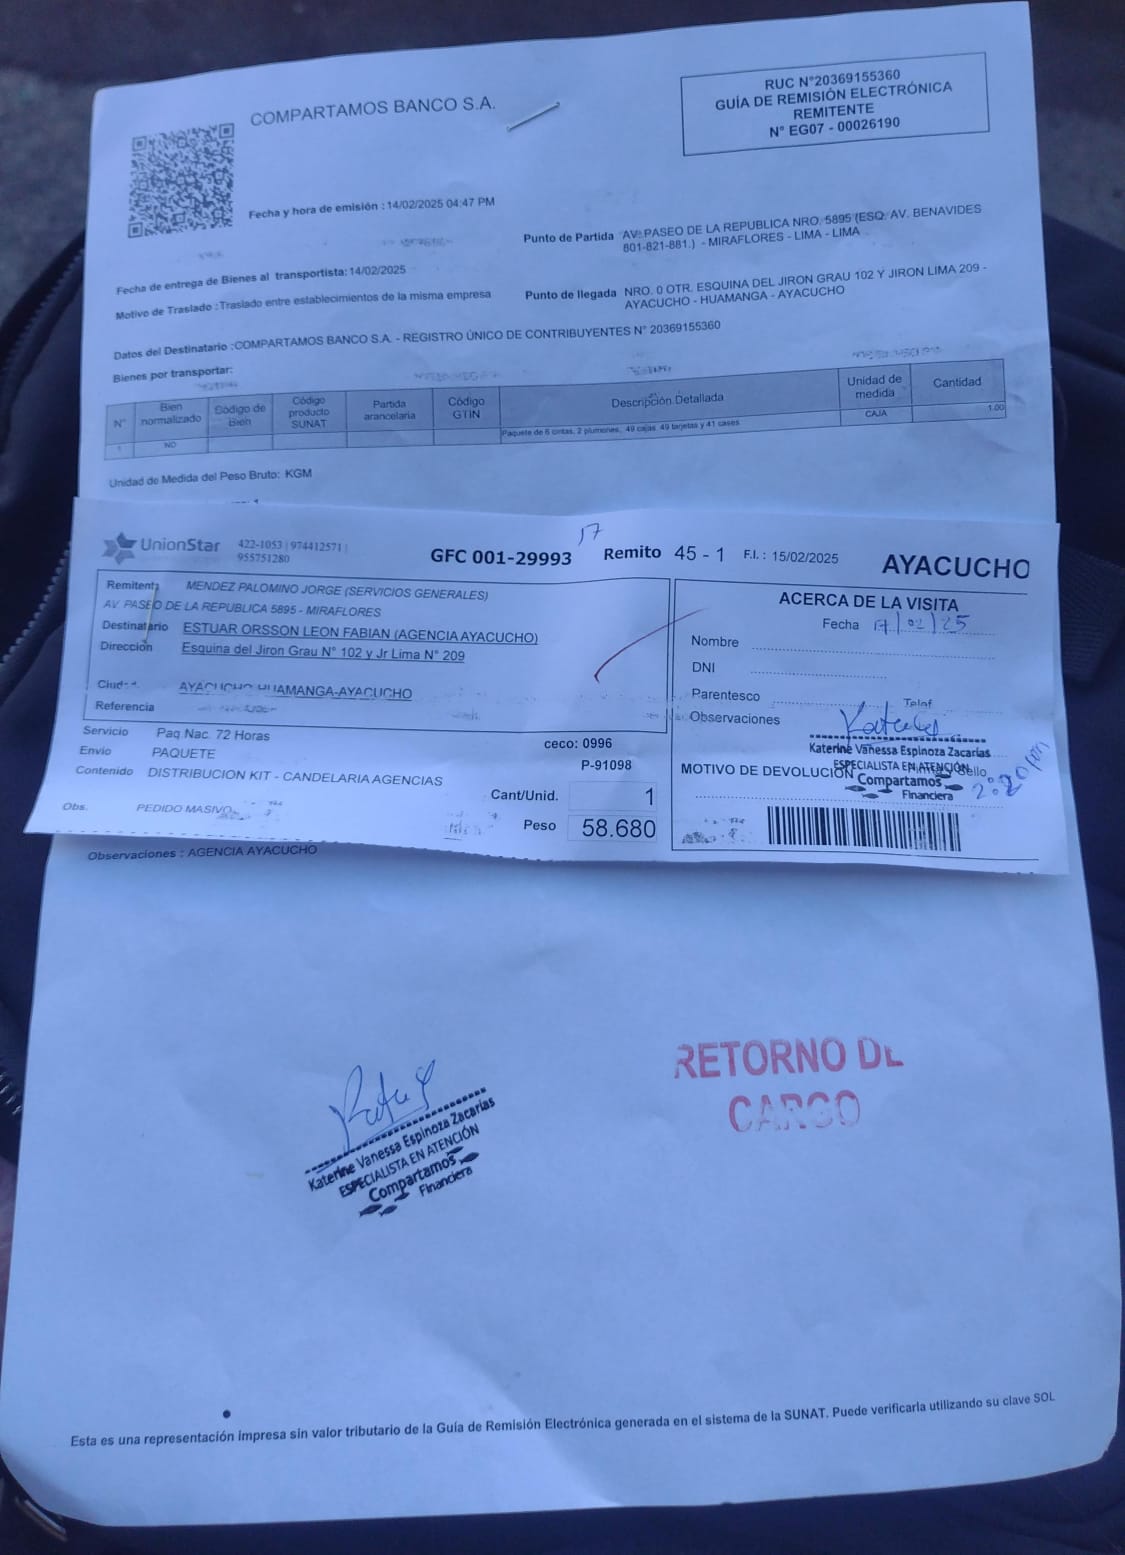 COMPARTAMOS BANCO S.A.
RUC N°20369155360
GUÍA DE REMISIÓN ELECTRÓNICA
REMITENTE
N° EG07 - 00026190
Fecha y hora de emisión : 14/02/2025 04:47 PM
Punto de Partida AV. PASEO DE LA REPUBLICA NRO. 5895 (ESQ. AV. BENAVIDES
801-821-881.) - MIRAFLORES - LIMA - LIMA
Fecha de entrega de Bienes al transportista: 14/02/2025
Motivo de Traslado : Traslado entre establecimientos de la misma empresa
Punto de llegada NRO. 0 OTR. ESQUINA DEL JIRON GRAU 102 Y JIRON LIMA 209 -
AYACUCHO - HUAMANGA - AYACUCHO
Datos del Destinatario : COMPARTAMOS BANCO S.A. - REGISTRO ÚNICO DE CONTRIBUYENTES N° 20369155360
Bienes por transportar:
N° Bien normalizado Código de Bien Código producto SUNAT Partida arancelaria Código GTIN Descripción Detallada Unidad de medida Cantidad
1 NO Paquete de 6 cintas, 2 plumones, 49 cajas, 49 tarjetas y 41 cases CAJA 1.00
Unidad de Medida del Peso Bruto: KGM
UnionStar 422-1053 | 974412571 |
955751280
GFC 001-29993
17
Remito 45 - 1 F.I. : 15/02/2025 AYACUCHO
Remitente MENDEZ PALOMINO JORGE (SERVICIOS GENERALES)
AV. PASEO DE LA REPUBLICA 5895 - MIRAFLORES
Destinatario ESTUAR ORSSON LEON FABIAN (AGENCIA AYACUCHO)
Dirección Esquina del Jiron Grau N° 102 y Jr Lima N° 209
Ciudad AYACUCHO-HUAMANGA-AYACUCHO
Referencia
Servicio Paq Nac. 72 Horas
Envio PAQUETE
Contenido DISTRIBUCION KIT - CANDELARIA AGENCIAS
Obs. PEDIDO MASIVO
ceco: 0996
P-91098
Cant/Unid. 1
Peso 58.680
ACERCA DE LA VISITA
Fecha 17/02/25
Nombre
DNI
Parentesco
Telef
Observaciones
Katerine Vanessa Espinoza Zacarías
ESPECIALISTA EN ATENCIÓN
Compartamos
Financiera
MOTIVO DE DEVOLUCIÓN
Sello
Observaciones : AGENCIA AYACUCHO
RETORNO DE
CARGO
Katerine Vanessa Espinoza Zacarías
ESPECIALISTA EN ATENCIÓN
Compartamos
Financiera
Esta es una representación impresa sin valor tributario de la Guía de Remisión Electrónica generada en el sistema de la SUNAT. Puede verificarla utilizando su clave SOL